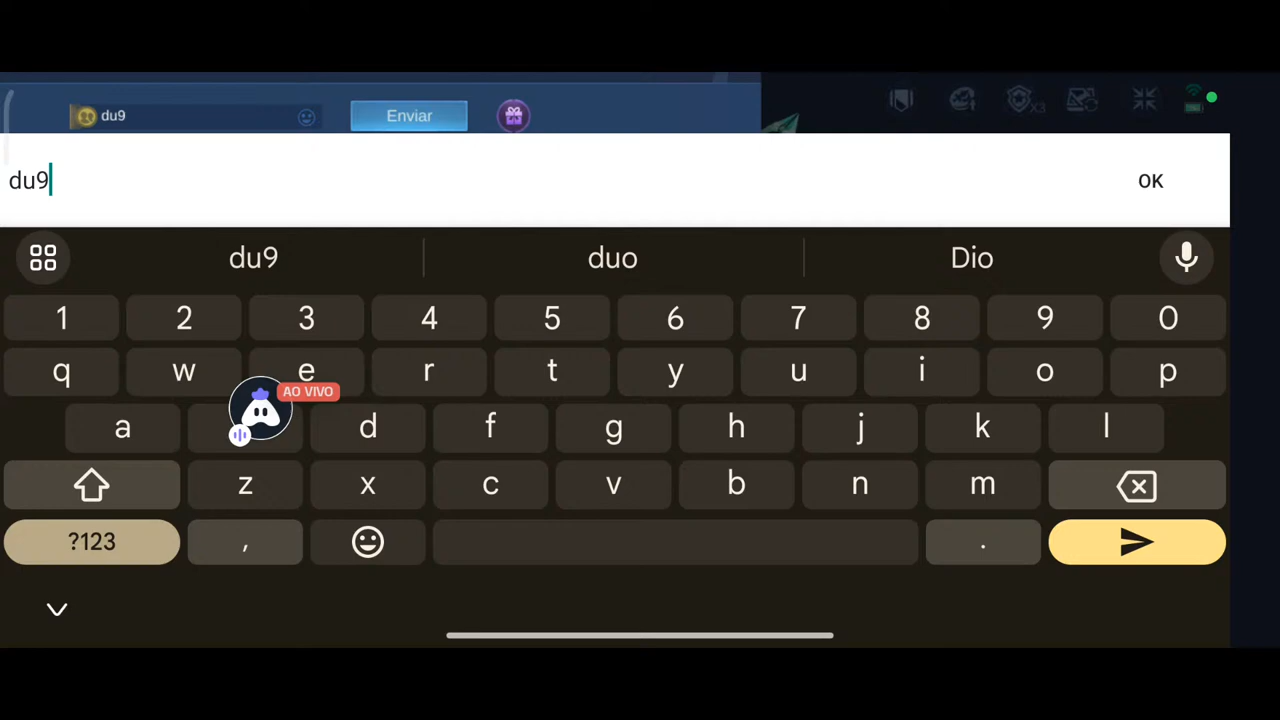 du9 Enviar
X3
du9 OK
du9 duo Dio
1 2 3 4 5 6 7 8 9 0
q w e r t y u i o p
AO VIVO
a d f g h j k l
z x c v b n m
?123 , .